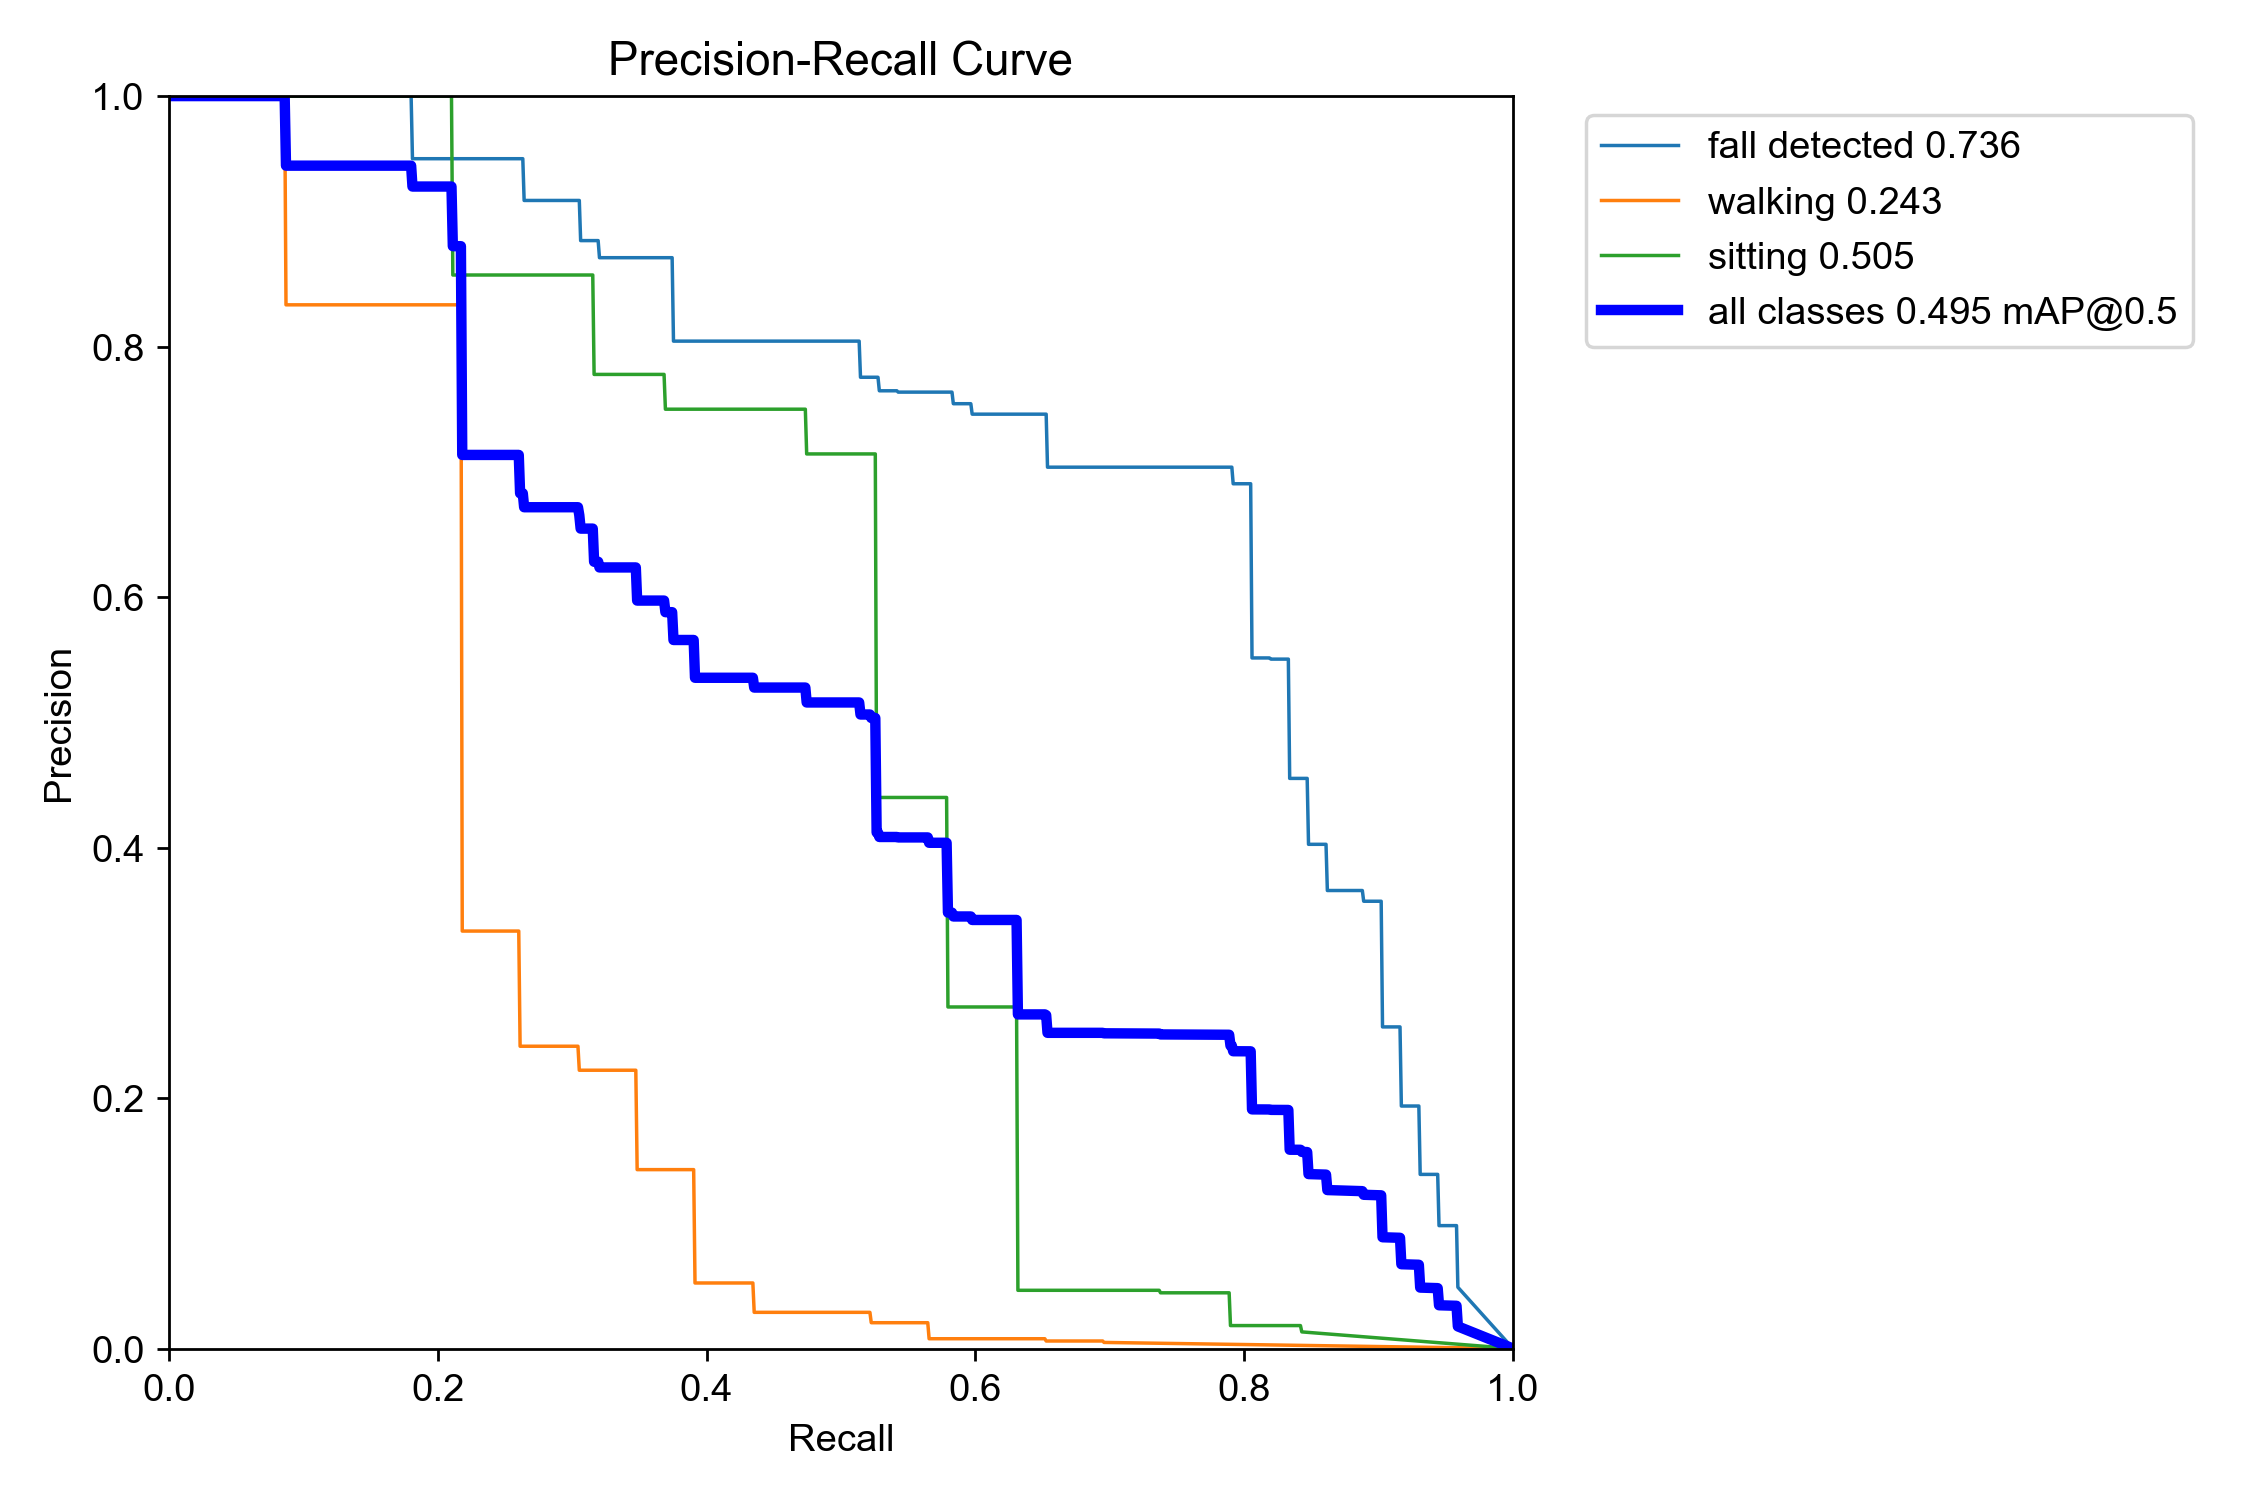 Precision-Recall Curve
1.0
0.8
0.6
0.4
0.2
0.0
Precision
0.0 0.2 0.4 0.6 0.8 1.0
Recall
fall detected 0.736
walking 0.243
sitting 0.505
all classes 0.495 mAP@0.5